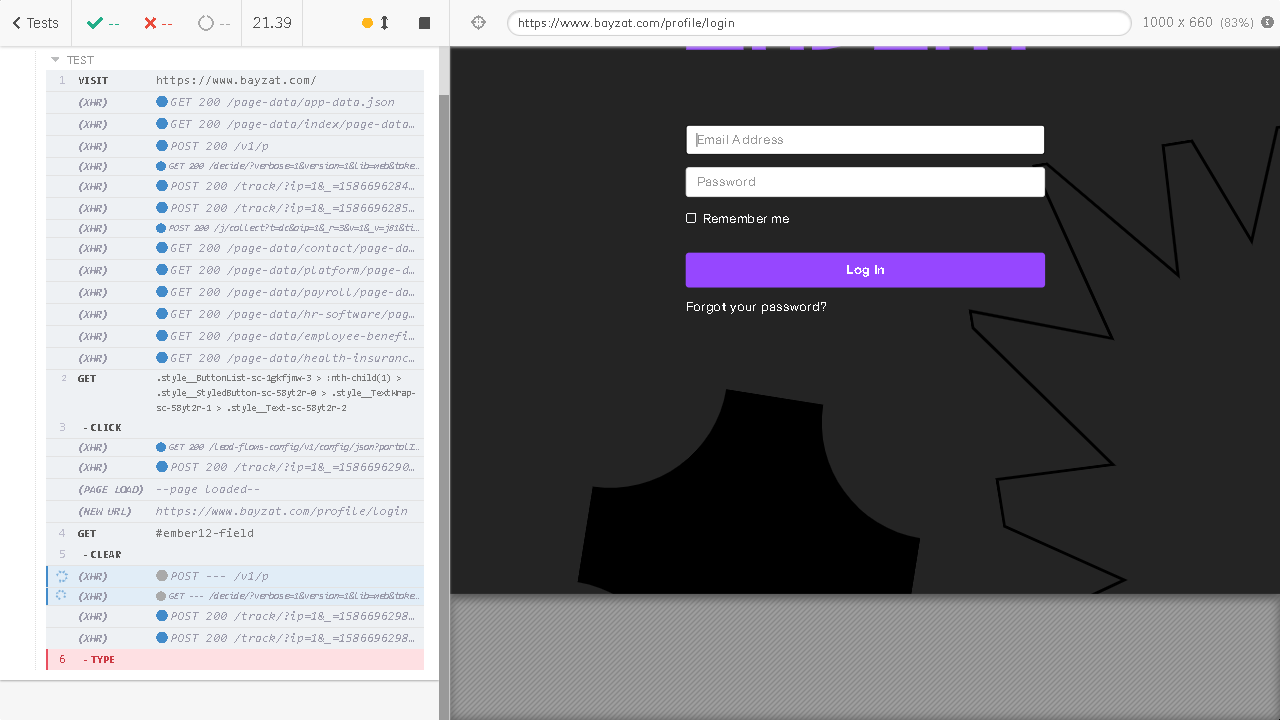 Tests
--
--
--
21.39
https://www.bayzat.com/profile/login
1000 x 660 (83%)
TEST
1 VISIT https://www.bayzat.com/
(XHR) GET 200 /page-data/app-data.json
(XHR) GET 200 /page-data/index/page-data…
(XHR) POST 200 /v1/p
(XHR) GET 200 /decide/?verbose=1&version=1&lib=web&toke…
(XHR) POST 200 /track/?ip=1&_=1586696284…
(XHR) POST 200 /track/?ip=1&_=1586696285…
(XHR) POST 200 /j/collect?t=dc&aip=1&_r=3&v=1&_v=j81&ti…
(XHR) GET 200 /page-data/contact/page-da…
(XHR) GET 200 /page-data/platform/page-d…
(XHR) GET 200 /page-data/payroll/page-da…
(XHR) GET 200 /page-data/hr-software/pag…
(XHR) GET 200 /page-data/employee-benefi…
(XHR) GET 200 /page-data/health-insuranc…
2 GET .style__ButtonList-sc-1gkfjmw-3 > :nth-child(1) >
.style__StyledButton-sc-58yt2r-0 > .style__TextWrap-
sc-58yt2r-1 > .style__Text-sc-58yt2r-2
3 - CLICK
(XHR) GET 200 /lead-flows-config/v1/config/json?portalI…
(XHR) POST 200 /track/?ip=1&_=1586696290…
(PAGE LOAD) --page loaded--
(NEW URL) https://www.bayzat.com/profile/login
4 GET #ember12-field
5 - CLEAR
(XHR) POST --- /v1/p
(XHR) GET --- /decide/?verbose=1&version=1&lib=web&toke…
(XHR) POST 200 /track/?ip=1&_=1586696298…
(XHR) POST 200 /track/?ip=1&_=1586696298…
6 - TYPE
Email Address
Password
Remember me
Log In
Forgot your password?